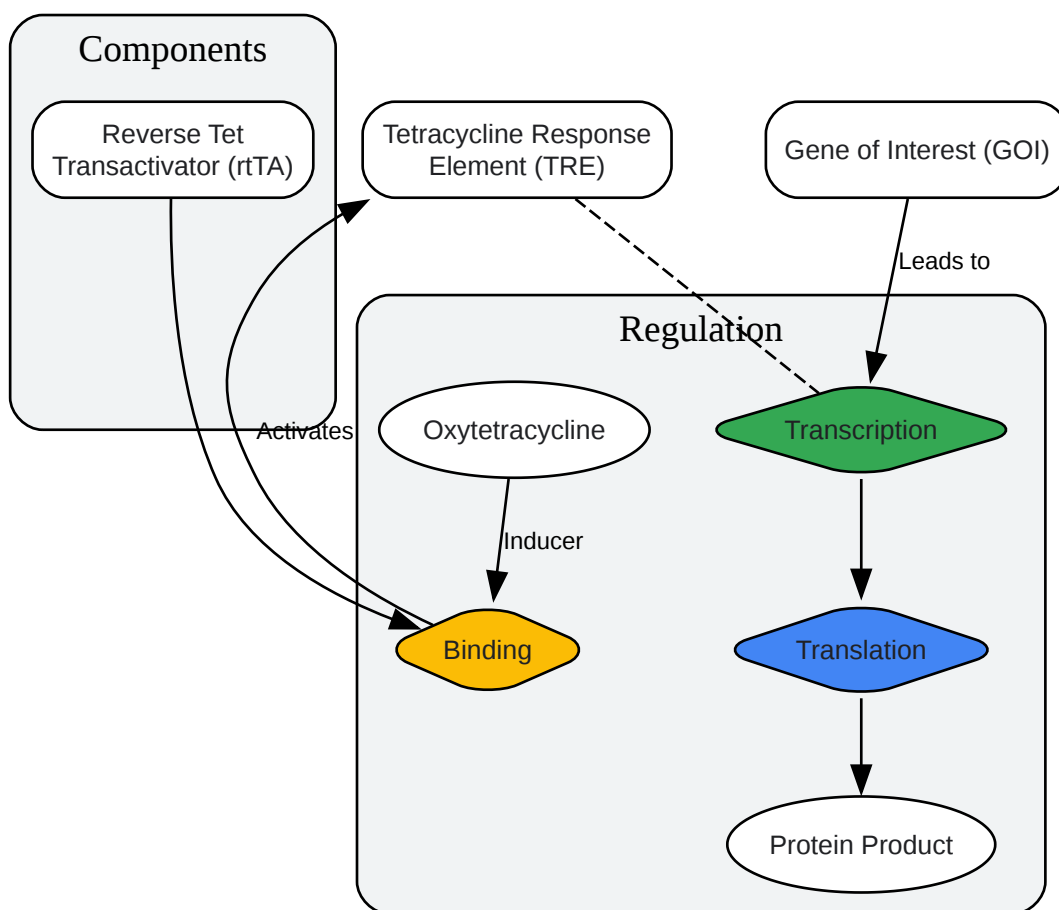 Components
Reverse Tet
Transactivator (rtTA)
Tetracycline Response
Element (TRE)
Gene of Interest (GOI)
Leads to
Regulation
Activates
Oxytetracycline
Transcription
Inducer
Binding
Translation
Protein Product